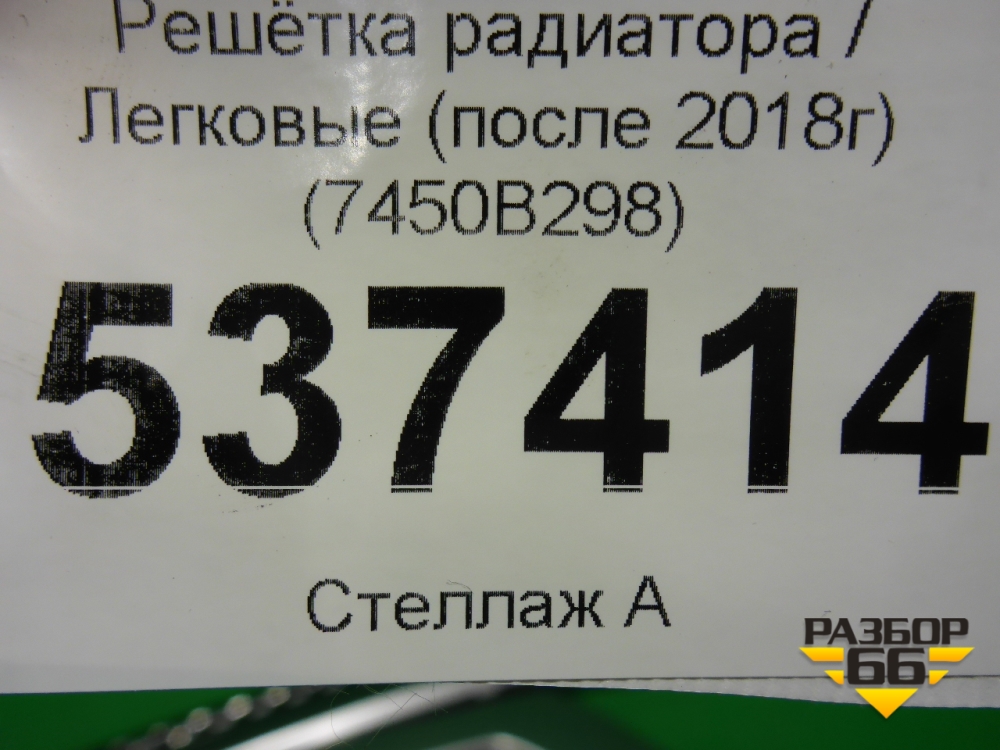 Решётка радиатора /
Легковые (после 2018г)
(7450B298)
537414
Стеллаж А
РАЗБОР
66